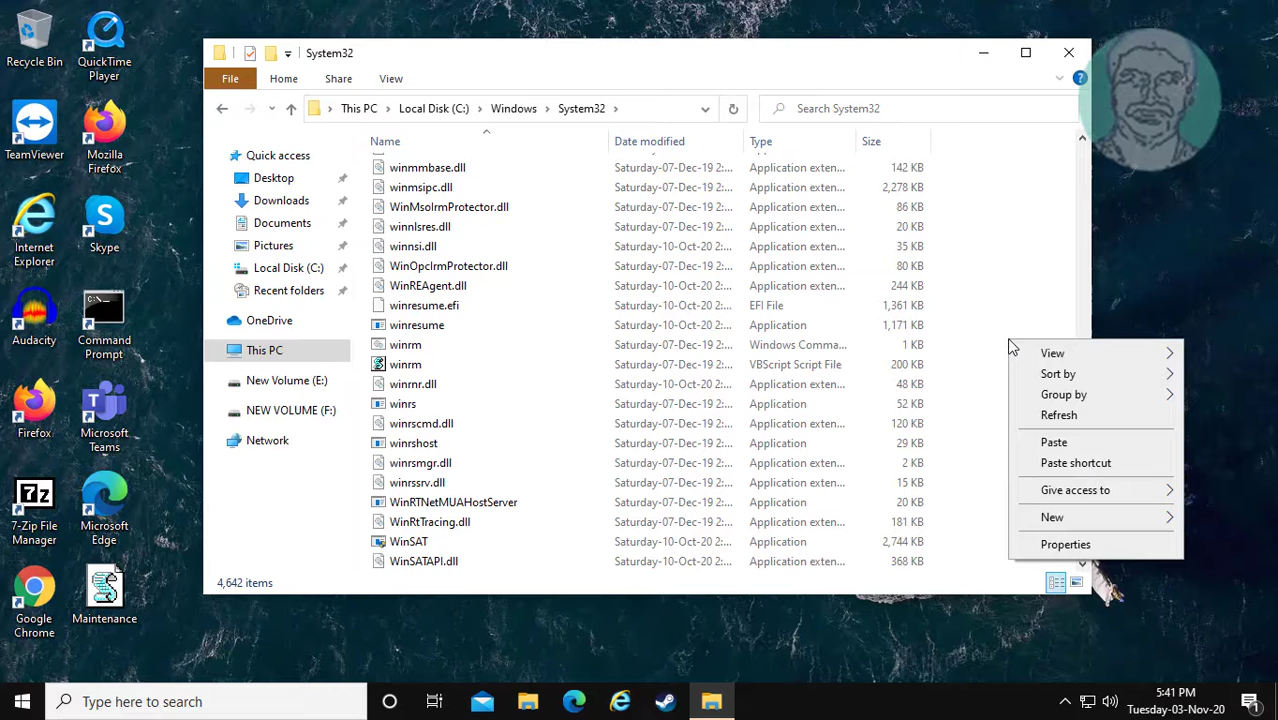 Recycle Bin
QuickTime
Player
TeamViewer
Mozilla
Firefox
Internet
Explorer
Skype
Audacity
Command
Prompt
Firefox
Microsoft
Teams
7-Zip File
Manager
Microsoft
Edge
Google
Chrome
Maintenance
System32
File Home Share View
This PC Local Disk (C:) Windows System32 Search System32
Quick access
Desktop
Downloads
Documents
Pictures
Local Disk (C:)
Recent folders
OneDrive
This PC
New Volume (E:)
NEW VOLUME (F:)
Network
Name Date modified Type Size
winmmbase.dll Saturday-07-Dec-19 2:... Application exten... 142 KB
winmsipc.dll Saturday-07-Dec-19 2:... Application exten... 2,278 KB
WinMsoIrmProtector.dll Saturday-07-Dec-19 2:... Application exten... 86 KB
winnlsres.dll Saturday-07-Dec-19 2:... Application exten... 20 KB
winnsi.dll Saturday-10-Oct-20 2:... Application exten... 35 KB
WinOpcIrmProtector.dll Saturday-07-Dec-19 2:... Application exten... 80 KB
WinREAgent.dll Saturday-10-Oct-20 2:... Application exten... 244 KB
winresume.efi Saturday-10-Oct-20 2:... EFI File 1,361 KB
winresume Saturday-10-Oct-20 2:... Application 1,171 KB
winrm Saturday-07-Dec-19 2:... Windows Comma... 1 KB
winrm Saturday-07-Dec-19 2:... VBScript Script File 200 KB
winrnr.dll Saturday-07-Dec-19 2:... Application exten... 48 KB
winrs Saturday-07-Dec-19 2:... Application 52 KB
winrscmd.dll Saturday-07-Dec-19 2:... Application exten... 120 KB
winrshost Saturday-07-Dec-19 2:... Application 29 KB
winrsmgr.dll Saturday-07-Dec-19 2:... Application exten... 2 KB
winrssrv.dll Saturday-07-Dec-19 2:... Application exten... 15 KB
WinRTNetMUAHostServer Saturday-07-Dec-19 2:... Application 20 KB
WinRtTracing.dll Saturday-07-Dec-19 2:... Application exten... 181 KB
WinSAT Saturday-10-Oct-20 2:... Application 2,744 KB
WinSATAPI.dll Saturday-10-Oct-20 2:... Application exten... 368 KB
4,642 items
View
Sort by
Group by
Refresh
Paste
Paste shortcut
Give access to
New
Properties
Type here to search
5:41 PM
Tuesday-03-Nov-20
1